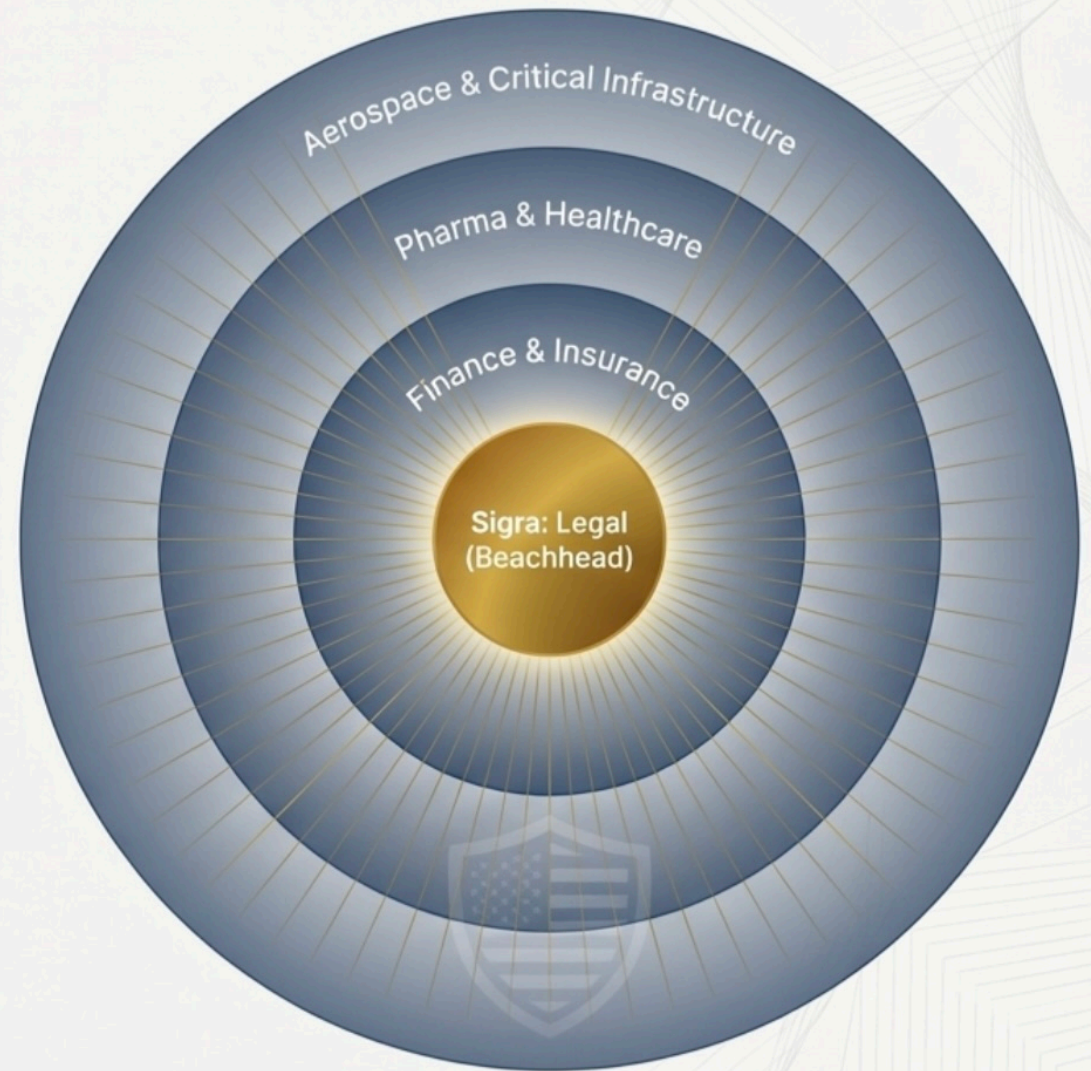 Aerospace & Critical Infrastructure
Pharma & Healthcare
Finance & Insurance
Sigra: Legal
(Beachhead)